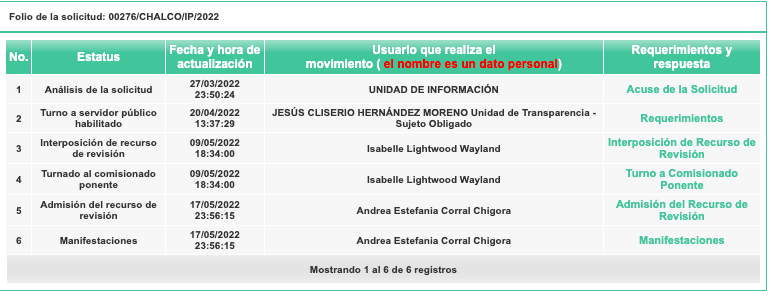 Folio de la solicitud: 00276/CHALCO/IP/2022
No. Estatus Fecha y hora de actualización Usuario que realiza el movimiento ( el nombre es un dato personal) Requerimientos y respuesta
1 Análisis de la solicitud 27/03/2022 23:50:24 UNIDAD DE INFORMACIÓN Acuse de la Solicitud
2 Turno a servidor público habilitado 20/04/2022 13:37:29 JESÚS CLISERIO HERNÁNDEZ MORENO Unidad de Transparencia - Sujeto Obligado Requerimientos
3 Interposición de recurso de revisión 09/05/2022 18:34:00 Isabelle Lightwood Wayland Interposición de Recurso de Revisión
4 Turnado al comisionado ponente 09/05/2022 18:34:00 Isabelle Lightwood Wayland Turno a Comisionado Ponente
5 Admisión del recurso de revisión 17/05/2022 23:56:15 Andrea Estefania Corral Chigora Admisión del Recurso de Revisión
6 Manifestaciones 17/05/2022 23:56:15 Andrea Estefania Corral Chigora Manifestaciones
Mostrando 1 al 6 de 6 registros